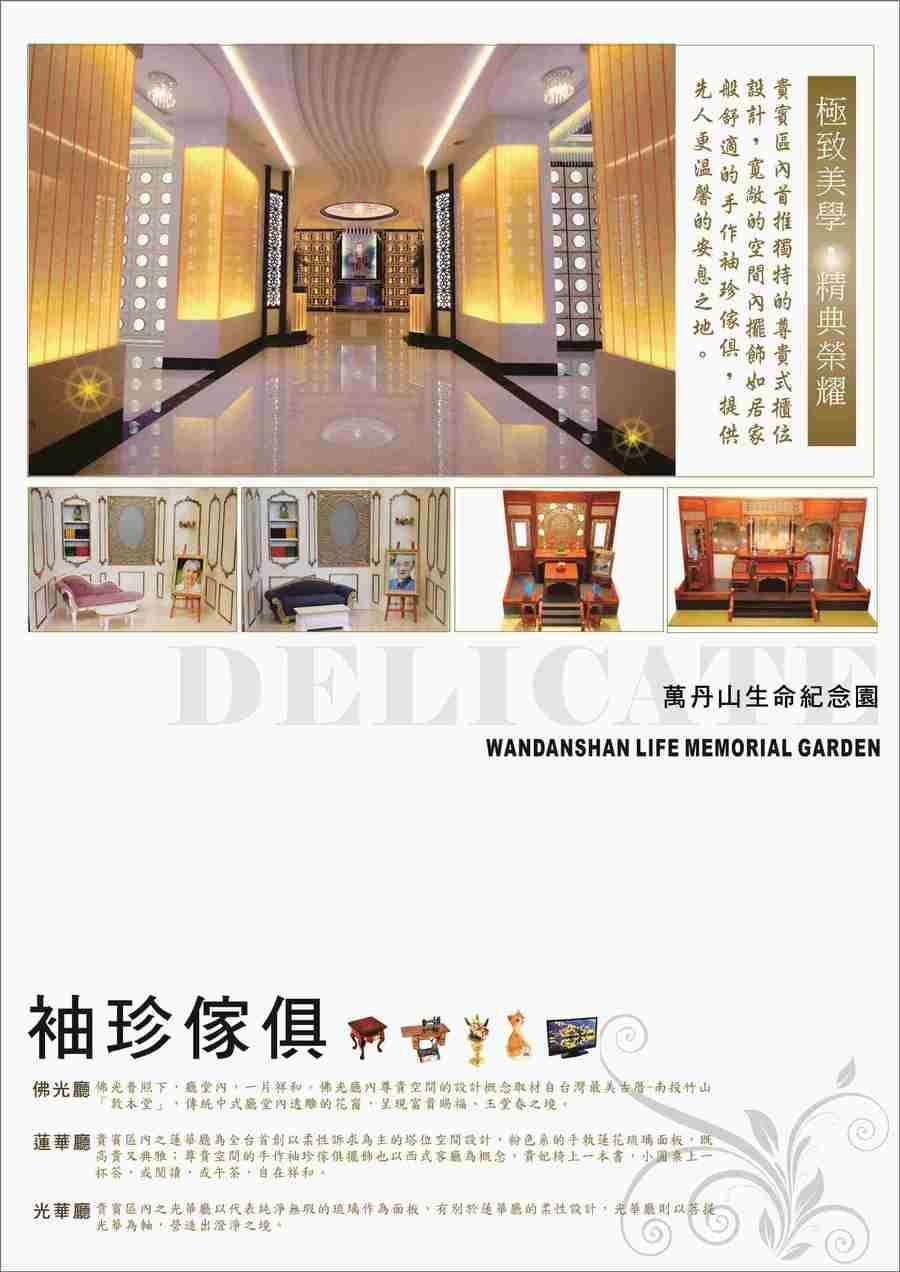 極致美學・精典榮耀
貴賓區內首推獨特的尊貴式櫃位
設計，寬敞的空間內擺飾如居家
般舒適的手作袖珍傢俱，提供
先人更溫馨的安息之地。
DELICATE
萬丹山生命紀念園
WANDANSHAN LIFE MEMORIAL GARDEN
袖珍傢俱
佛光廳 佛光普照下，廳堂內，一片祥和。佛光廳內尊貴空間的設計概念取材自台灣最美古厝-南投竹山
「敦本堂」，傳統中式廳堂內透雕的花窗，呈現富貴賜福、玉堂春之境。
蓮華廳 貴賓區內之蓮華廳為全台首創以柔性訴求為主的塔位空間設計，粉色系的手執蓮花琉璃面板，既
高貴又典雅；尊貴空間的手作袖珍傢俱擺飾也以西式客廳為概念，貴妃椅上一本書，小圓桌上一
杯茶，或閱讀，或午茶，自在祥和。
光華廳 貴賓區內之光華廳以代表純淨無瑕的琉璃作為面板，有別於蓮華廳的柔性設計，光華廳則以菩提
光華為軸，營造出澄淨之境。